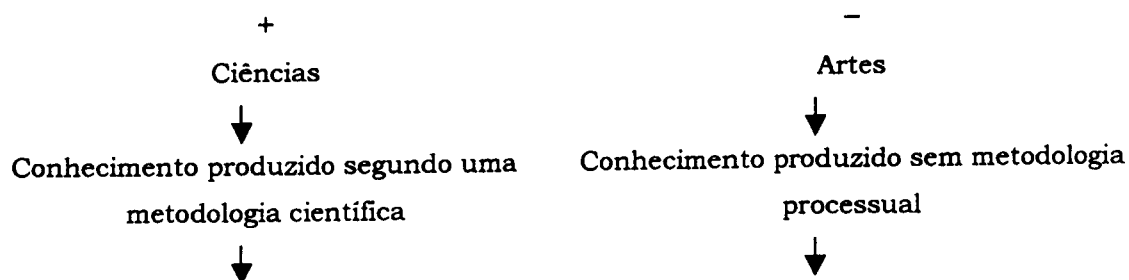 +
Ciências
Conhecimento produzido segundo uma
metodologia científica
–
Artes
Conhecimento produzido sem metodologia
processual